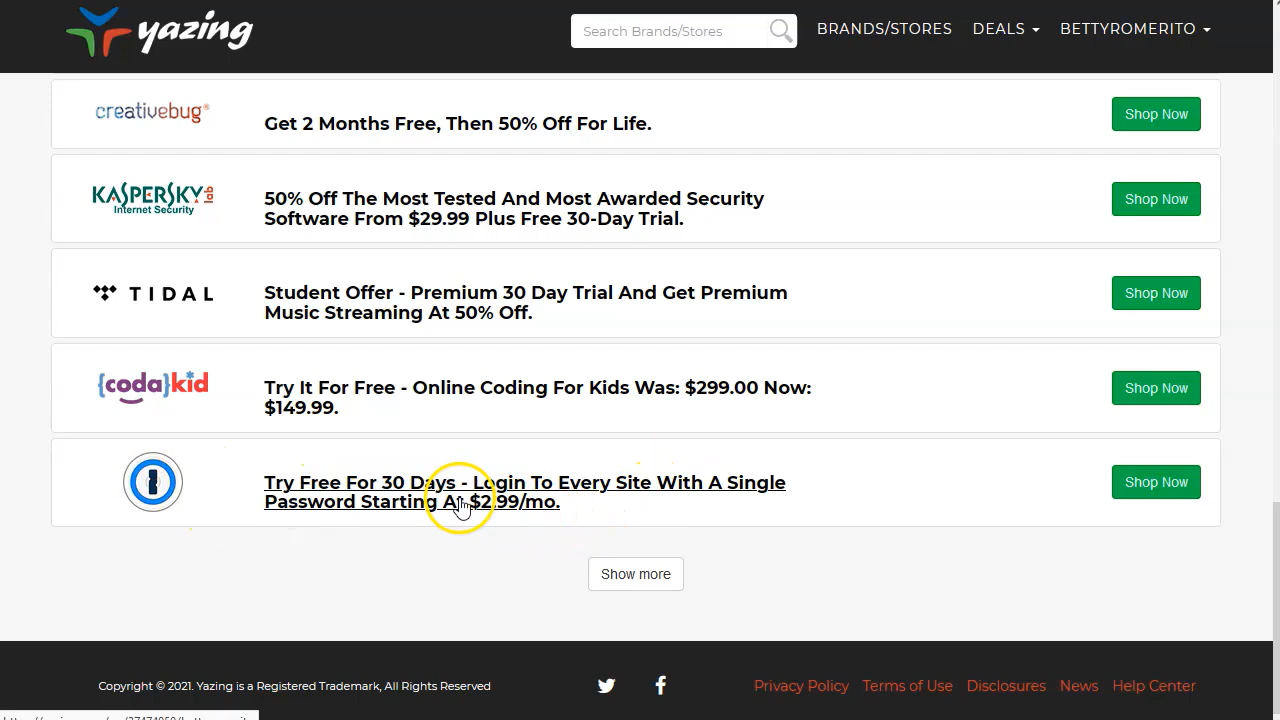 yazing
Search Brands/Stores
BRANDS/STORES
DEALS
BETTYROMERITO
creativebug®
Get 2 Months Free, Then 50% Off For Life.
Shop Now
KASPERSKY lab
Internet Security
50% Off The Most Tested And Most Awarded Security
Software From $29.99 Plus Free 30-Day Trial.
Shop Now
TIDAL
Student Offer - Premium 30 Day Trial And Get Premium
Music Streaming At 50% Off.
Shop Now
{coda}kid
Try It For Free - Online Coding For Kids Was: $299.00 Now:
$149.99.
Shop Now
Try Free For 30 Days - Login To Every Site With A Single
Password Starting At $2.99/mo.
Shop Now
Show more
Copyright © 2021. Yazing is a Registered Trademark, All Rights Reserved
Privacy Policy
Terms of Use
Disclosures
News
Help Center